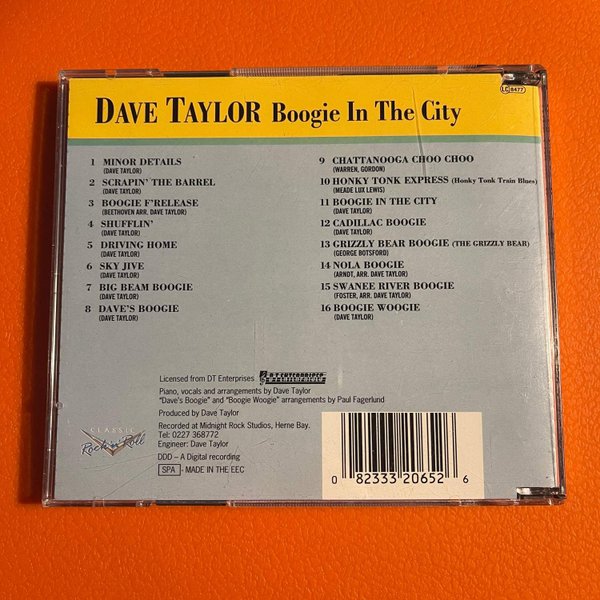 LC 8477
DAVE TAYLOR Boogie In The City
1 MINOR DETAILS
(DAVE TAYLOR)
2 SCRAPIN' THE BARREL
(DAVE TAYLOR)
3 BOOGIE F'RELEASE
(BEETHOVEN ARR. DAVE TAYLOR)
4 SHUFFLIN'
(DAVE TAYLOR)
5 DRIVING HOME
(DAVE TAYLOR)
6 SKY JIVE
(DAVE TAYLOR)
7 BIG BEAM BOOGIE
(DAVE TAYLOR)
8 DAVE'S BOOGIE
(DAVE TAYLOR)
9 CHATTANOOGA CHOO CHOO
(WARREN, GORDON)
10 HONKY TONK EXPRESS (Honky Tonk Train Blues)
(MEADE LUX LEWIS)
11 BOOGIE IN THE CITY
(DAVE TAYLOR)
12 CADILLAC BOOGIE
(DAVE TAYLOR)
13 GRIZZLY BEAR BOOGIE (THE GRIZZLY BEAR)
(GEORGE BOTSFORD)
14 NOLA BOOGIE
(ARNDT, ARR. DAVE TAYLOR)
15 SWANEE RIVER BOOGIE
(FOSTER, ARR. DAVE TAYLOR)
16 BOOGIE WOOGIE
(DAVE TAYLOR)
Licensed from DT Enterprises D·T·ENTERPRISES
Piano, vocals and arrangements by Dave Taylor
"Dave's Boogie" and "Boogie Woogie" arrangements by Paul Fagerlund
Produced by Dave Taylor
Recorded at Midnight Rock Studios, Herne Bay.
Tel: 0227 368772
Engineer: Dave Taylor
DDD – A Digital recording
SPA - MADE IN THE EEC
CLASSIC
Rock 'n' Roll
0 82333 20652 6